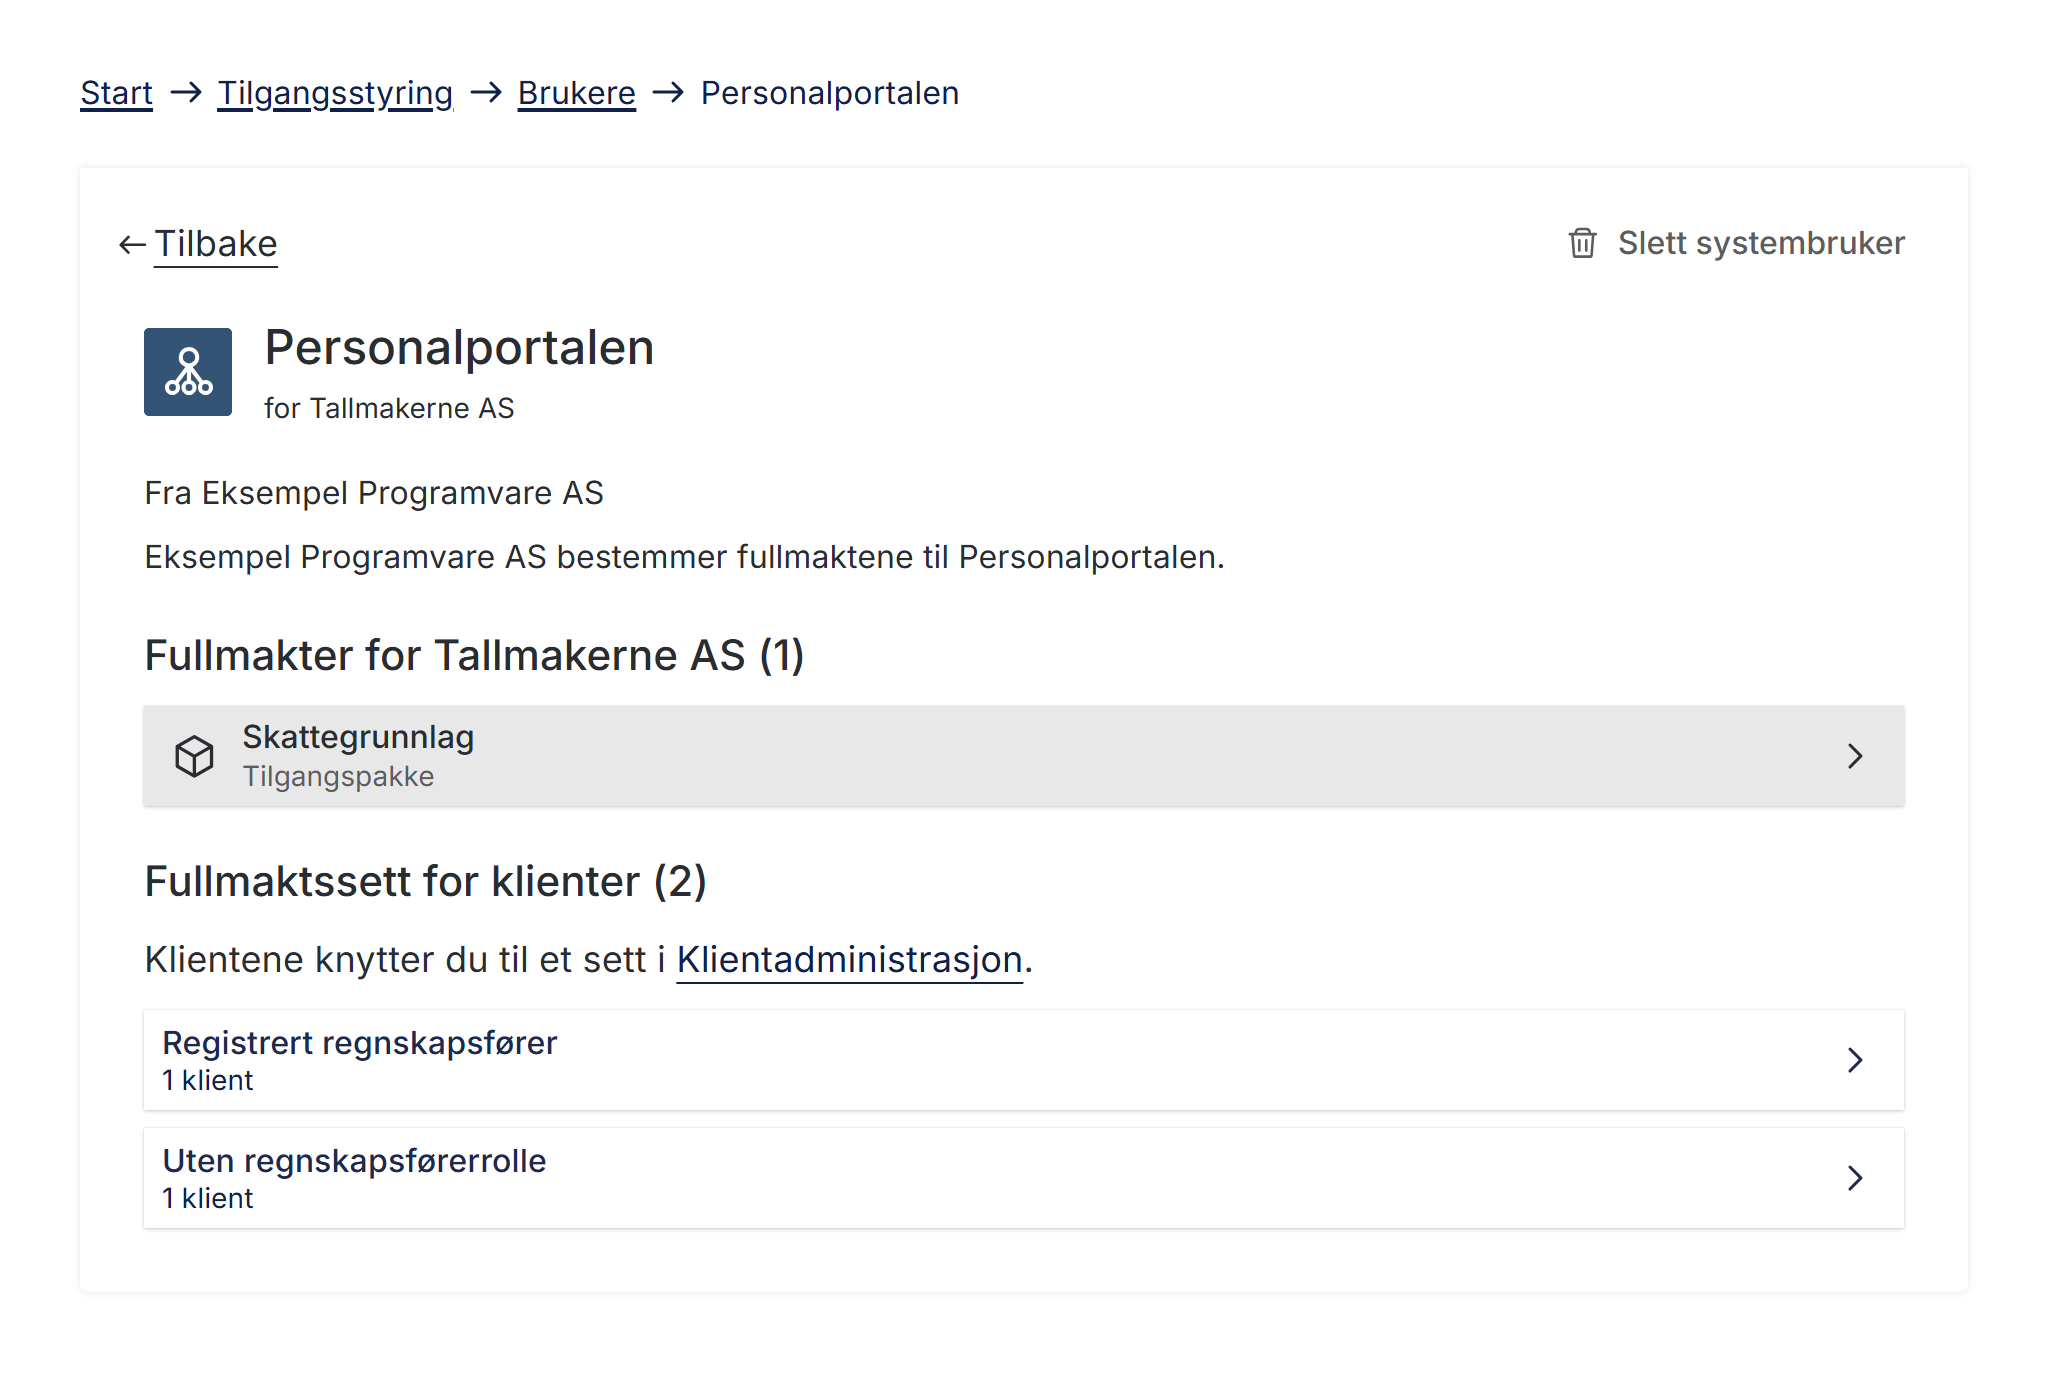 Start → Tilgangsstyring → Brukere → Personalportalen
← Tilbake
Slett systembruker
Personalportalen
for Tallmakerne AS
Fra Eksempel Programvare AS
Eksempel Programvare AS bestemmer fullmaktene til Personalportalen.
Fullmakter for Tallmakerne AS (1)
Skattegrunnlag
Tilgangspakke
Fullmaktssett for klienter (2)
Klientene knytter du til et sett i Klientadministrasjon.
Registrert regnskapsfører
1 klient
Uten regnskapsførerrolle
1 klient